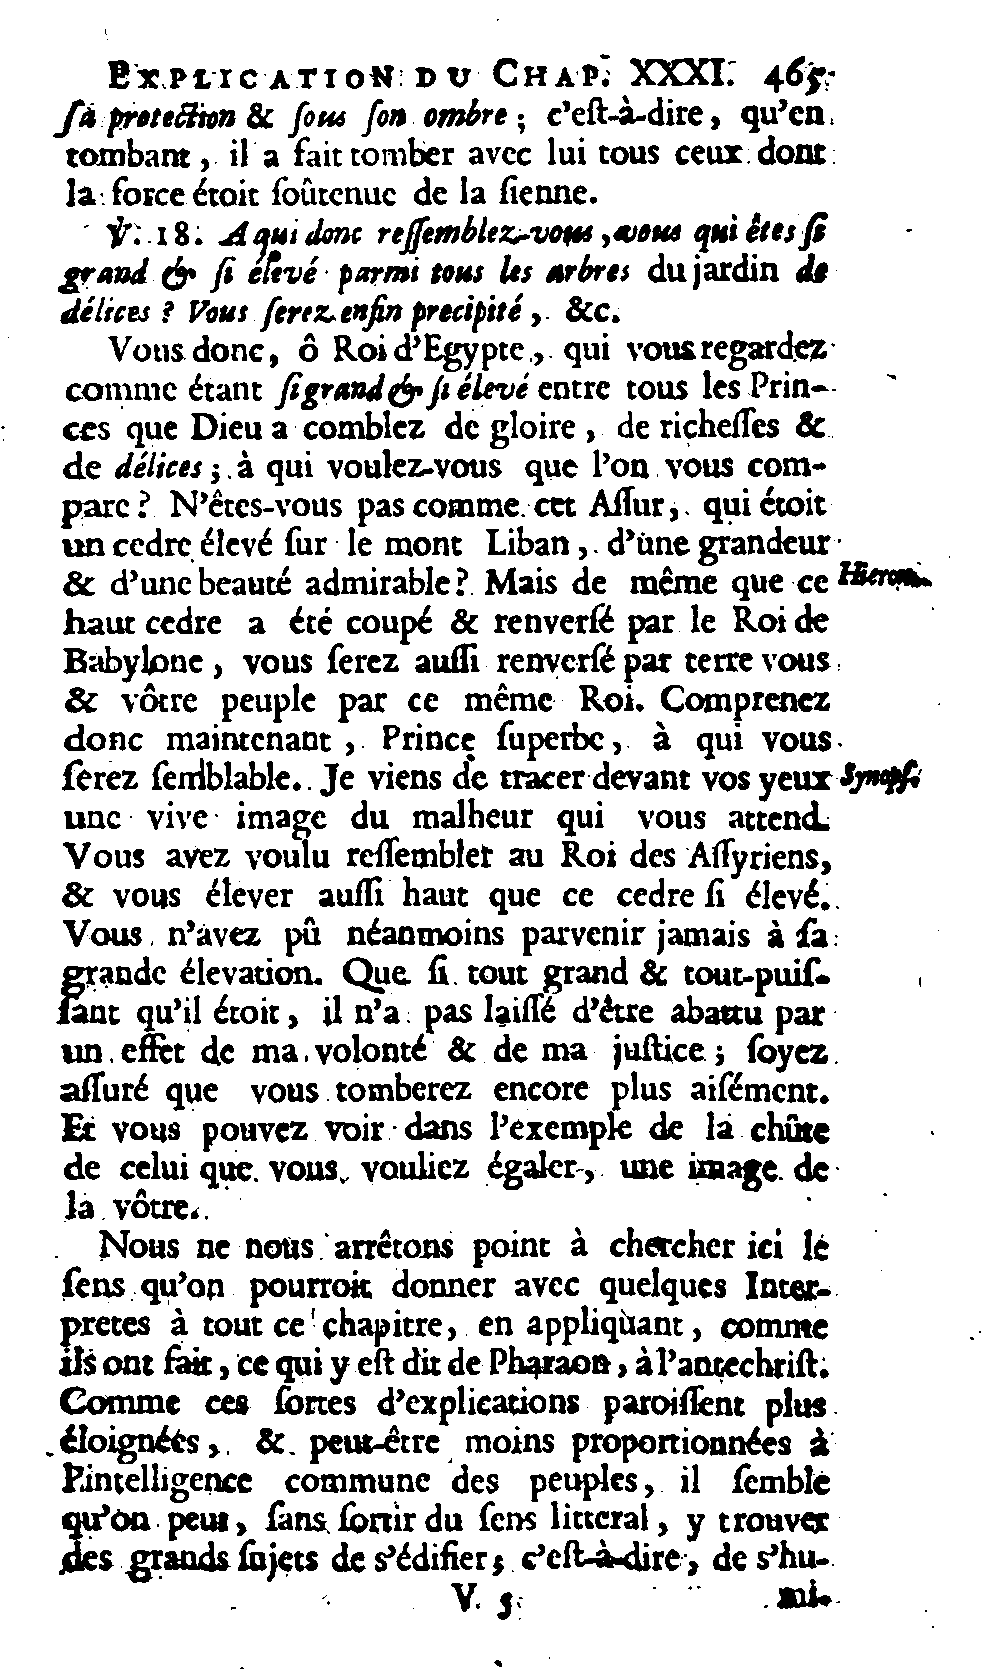 EXPLICATION DU CHAP. XXXI. 465
ſa protection & ſous ſon ombre ; c'eſt-à-dire, qu'en
tombant, il a fait tomber avec lui tous ceux dont
la force étoit ſoûtenue de la ſienne.
℣. 18. A qui donc reſſemblez-vous, vous qui êtes ſi
grand & ſi élevé parmi tous les arbres du jardin de
délices ? Vous ſerez enfin precipité, &c.
Vous donc, ô Roi d'Egypte, qui vous regardez
comme étant ſi grand & ſi élevé entre tous les Prin-
ces que Dieu a comblez de gloire, de richeſſes &
de délices ; à qui voulez-vous que l'on vous com-
pare ? N'êtes-vous pas comme cet Aſſur, qui étoit
un cedre élevé ſur le mont Liban, d'une grandeur
& d'une beauté admirable ? Mais de même que ce Hieron.
haut cedre a été coupé & renverſé par le Roi de
Babylone, vous ſerez auſſi renverſé par terre vous
& vôtre peuple par ce même Roi. Comprenez
donc maintenant, Prince ſuperbe, à qui vous
ſerez ſemblable. Je viens de tracer devant vos yeux Synopſ.
une vive image du malheur qui vous attend.
Vous avez voulu reſſembler au Roi des Aſſyriens,
& vous élever auſſi haut que ce cedre ſi élevé.
Vous n'avez pû néanmoins parvenir jamais à ſa
grande élevation. Que ſi tout grand & tout-puiſ-
ſant qu'il étoit, il n'a pas laiſſé d'être abattu par
un effet de ma volonté & de ma juſtice ; ſoyez
aſſuré que vous tomberez encore plus aiſément.
Et vous pouvez voir dans l'exemple de la chûte
de celui que vous vouliez égaler, une image de
la vôtre.
Nous ne nous arrêtons point à chercher ici le
ſens qu'on pourroit donner avec quelques Inter-
pretes à tout ce chapitre, en appliquant, comme
ils ont fait, ce qui y eſt dit de Pharaon, à l'antechriſt.
Comme ces ſortes d'explications paroiſſent plus
éloignées, & peut-être moins proportionnées à
l'intelligence commune des peuples, il ſemble
qu'on peut, ſans ſortir du ſens litteral, y trouver
des grands ſujets de s'édifier ; c'eſt-à-dire, de s'hu-
V 5 mi-